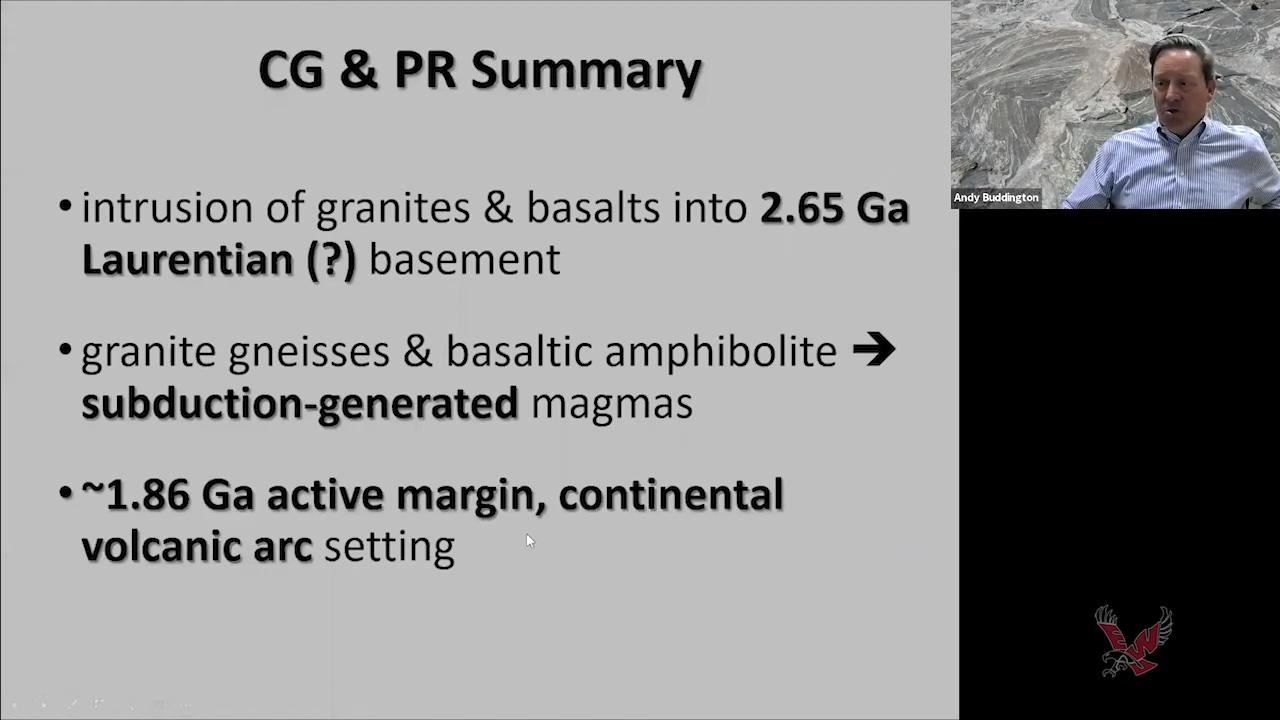 CG & PR Summary
• intrusion of granites & basalts into 2.65 Ga
Laurentian (?) basement
• granite gneisses & basaltic amphibolite ➔
subduction-generated magmas
• ~1.86 Ga active margin, continental
volcanic arc setting
Andy Buddington
EWU